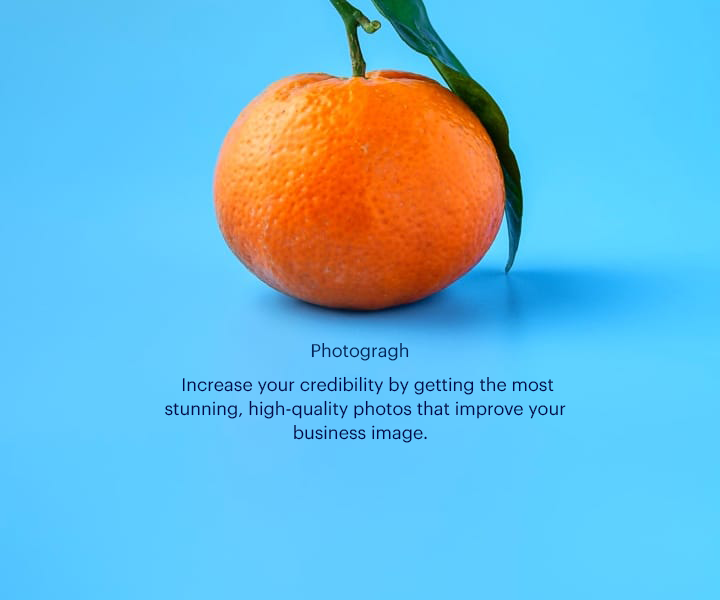 Photogragh
Increase your credibility by getting the most
stunning, high-quality photos that improve your
business image.